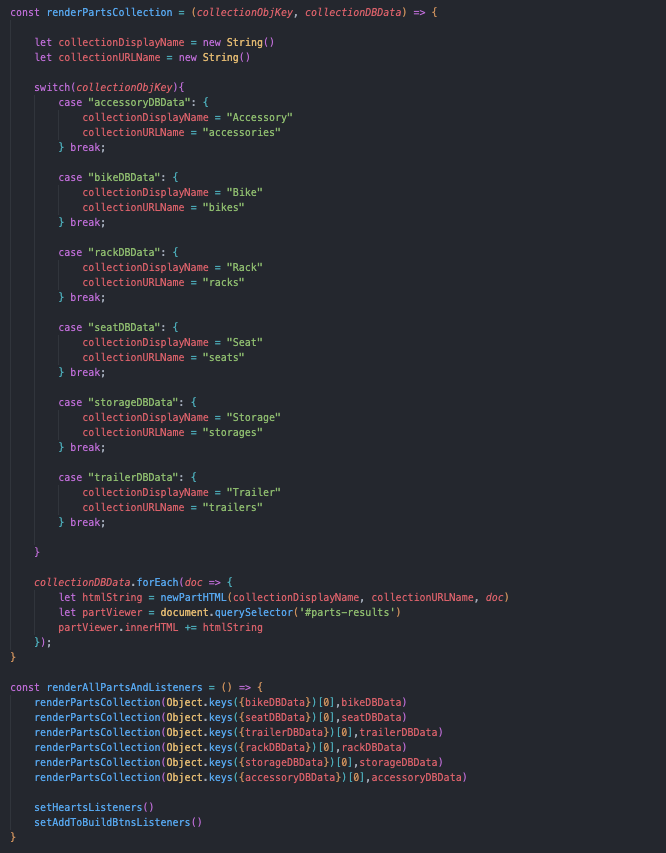 const renderPartsCollection = (collectionObjKey, collectionDBData) => {
let collectionDisplayName = new String()
let collectionURLName = new String()
switch(collectionObjKey){
case "accessoryDBData": {
collectionDisplayName = "Accessory"
collectionURLName = "accessories"
} break;
case "bikeDBData": {
collectionDisplayName = "Bike"
collectionURLName = "bikes"
} break;
case "rackDBData": {
collectionDisplayName = "Rack"
collectionURLName = "racks"
} break;
case "seatDBData": {
collectionDisplayName = "Seat"
collectionURLName = "seats"
} break;
case "storageDBData": {
collectionDisplayName = "Storage"
collectionURLName = "storages"
} break;
case "trailerDBData": {
collectionDisplayName = "Trailer"
collectionURLName = "trailers"
} break;
}
collectionDBData.forEach(doc => {
let htmlString = newPartHTML(collectionDisplayName, collectionURLName, doc)
let partViewer = document.querySelector('#parts-results')
partViewer.innerHTML += htmlString
});
}
const renderAllPartsAndListeners = () => {
renderPartsCollection(Object.keys({bikeDBData})[0],bikeDBData)
renderPartsCollection(Object.keys({seatDBData})[0],seatDBData)
renderPartsCollection(Object.keys({trailerDBData})[0],trailerDBData)
renderPartsCollection(Object.keys({rackDBData})[0],rackDBData)
renderPartsCollection(Object.keys({storageDBData})[0],storageDBData)
renderPartsCollection(Object.keys({accessoryDBData})[0],accessoryDBData)
setHeartsListeners()
setAddToBuildBtnsListeners()
}